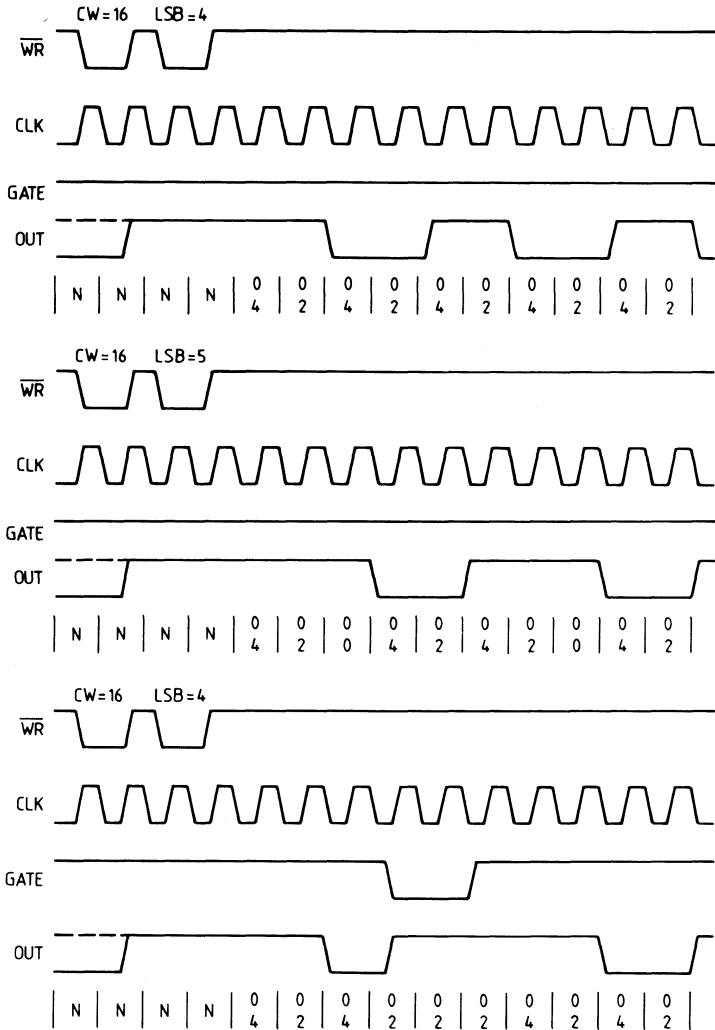 CW=16 LSB=4
WR
CLK
GATE
OUT
N N N N 0 0 0 0 0 0 0 0 0 0
4 2 4 2 4 2 4 2 4 2
CW=16 LSB=5
WR
CLK
GATE
OUT
N N N N 0 0 0 0 0 0 0 0 0 0
4 2 0 4 2 4 2 0 4 2
CW=16 LSB=4
WR
CLK
GATE
OUT
N N N N 0 0 0 0 0 0 0 0 0 0
4 2 4 2 2 2 4 2 4 2